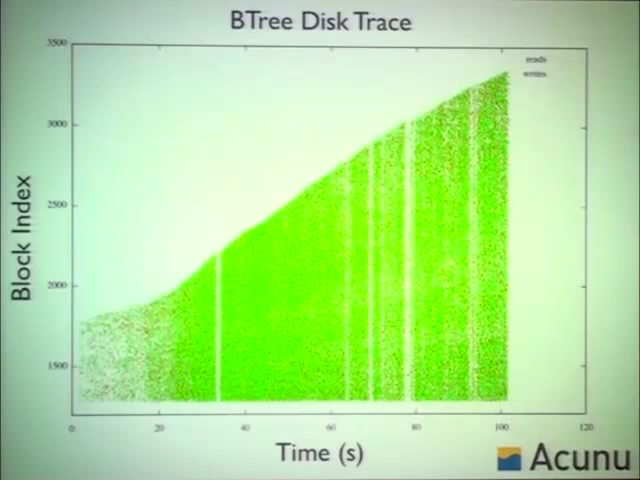 BTree Disk Trace
3500
3000
2500
2000
1500
0
20
40
60
80
100
120
reads
writes
Block Index
Time (s)
Acunu